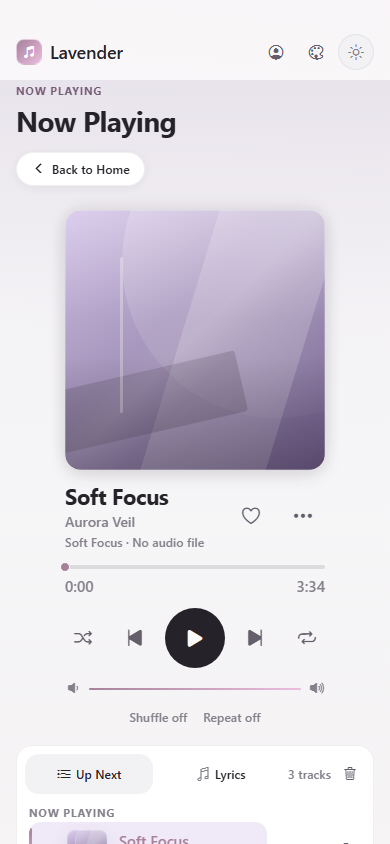 Lavender
NOW PLAYING
Now Playing
Back to Home
Soft Focus
Aurora Veil
Soft Focus · No audio file
0:00 3:34
Shuffle off Repeat off
Up Next Lyrics 3 tracks
NOW PLAYING
Soft Focus